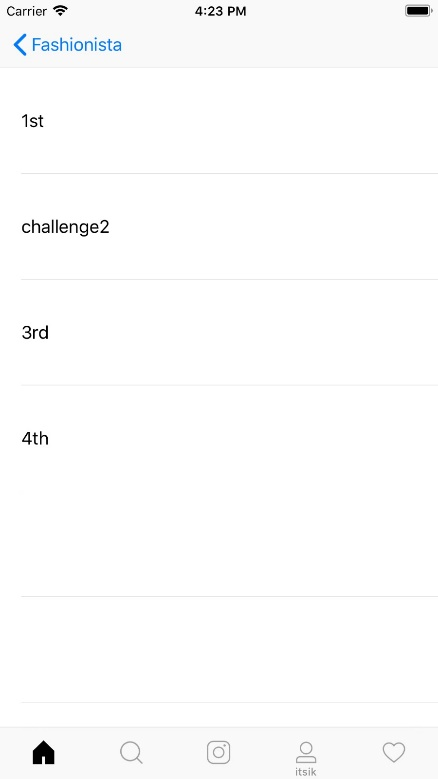 Carrier
4:23 PM
Fashionista
1st
challenge2
3rd
4th
itsik